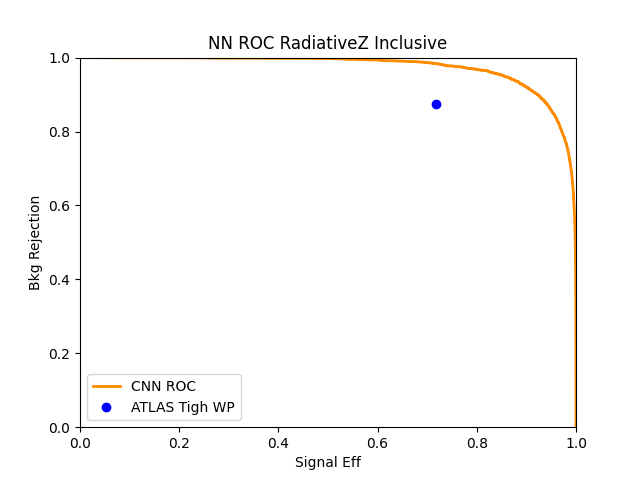 NN ROC RadiativeZ Inclusive
1.0
0.8
0.6
0.4
0.2
0.0
Bkg Rejection
CNN ROC
ATLAS Tigh WP
0.0 0.2 0.4 0.6 0.8 1.0
Signal Eff